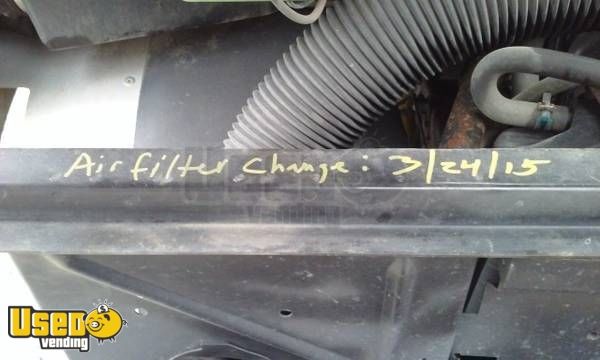 Air filter Change: 3/24/15
Used
vending